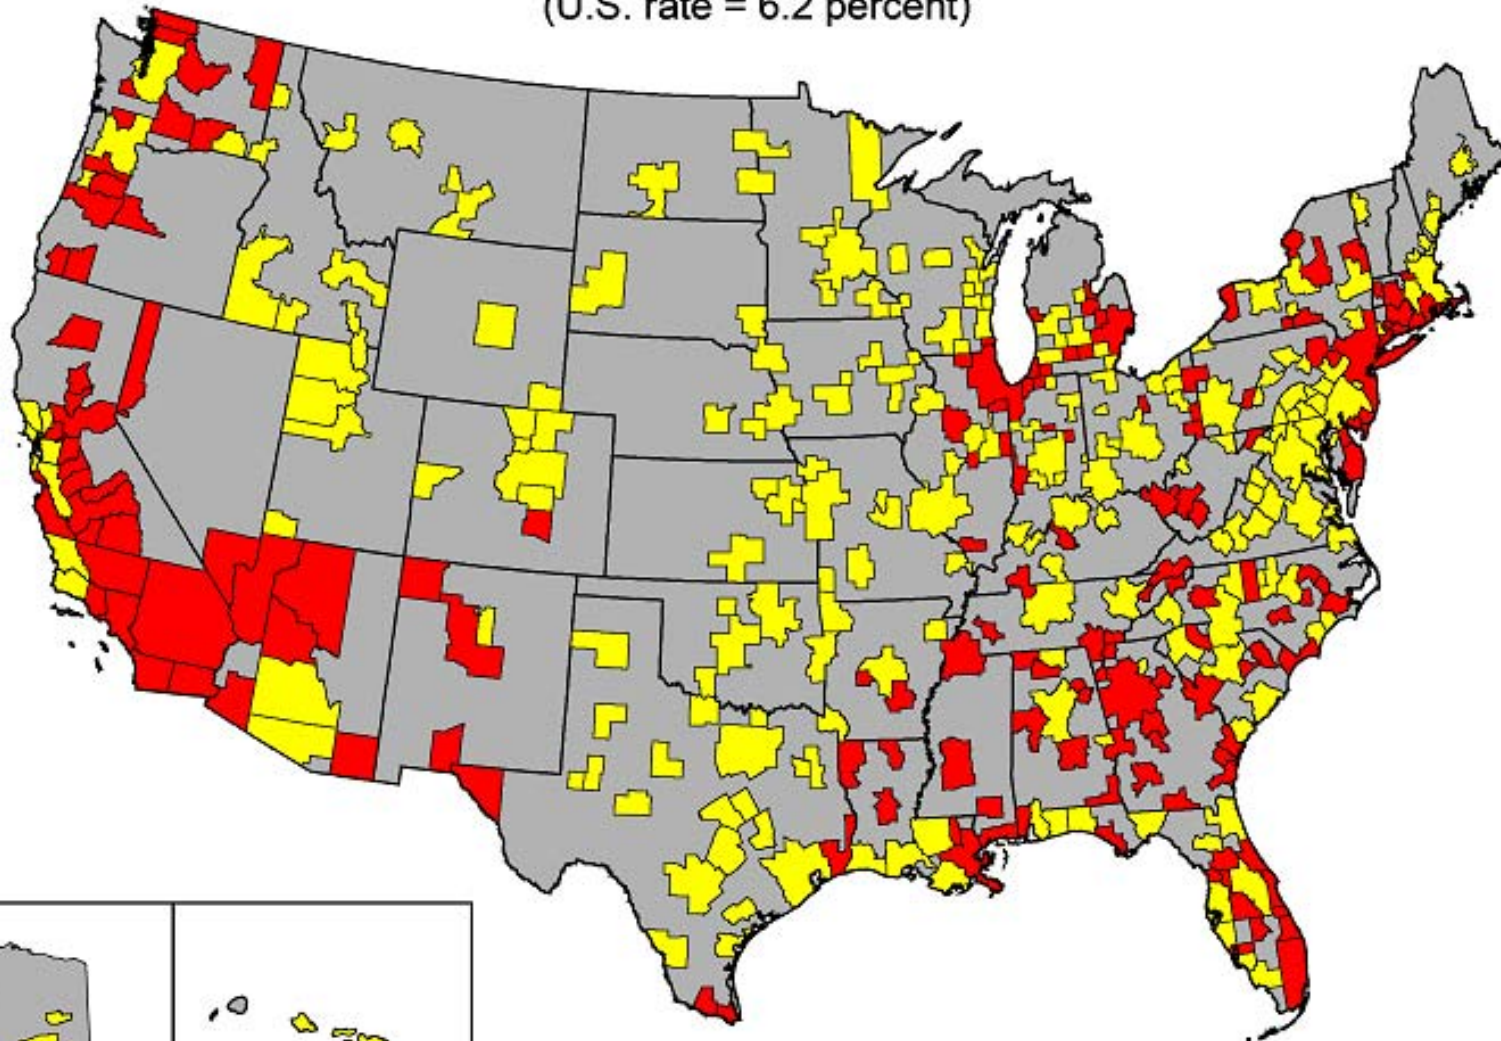 (U.S. rate = 6.2 percent)